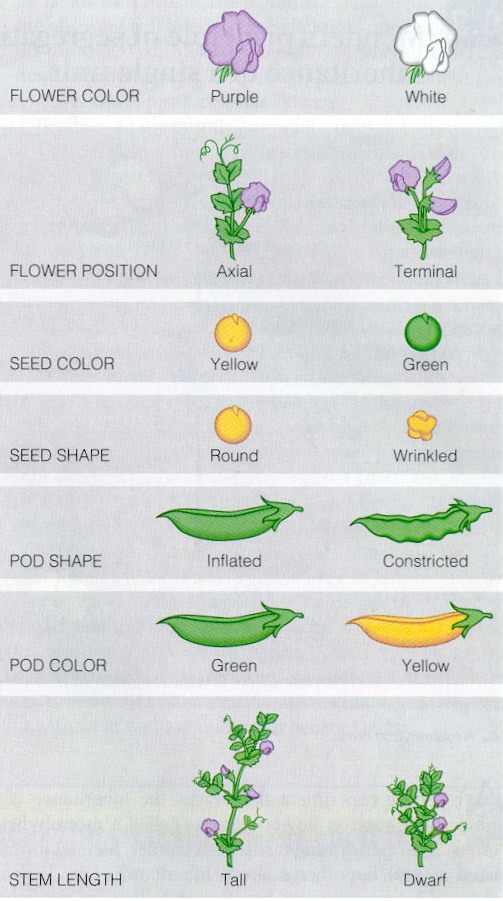 FLOWER COLOR Purple White
FLOWER POSITION Axial Terminal
SEED COLOR Yellow Green
SEED SHAPE Round Wrinkled
POD SHAPE Inflated Constricted
POD COLOR Green Yellow
STEM LENGTH Tall Dwarf